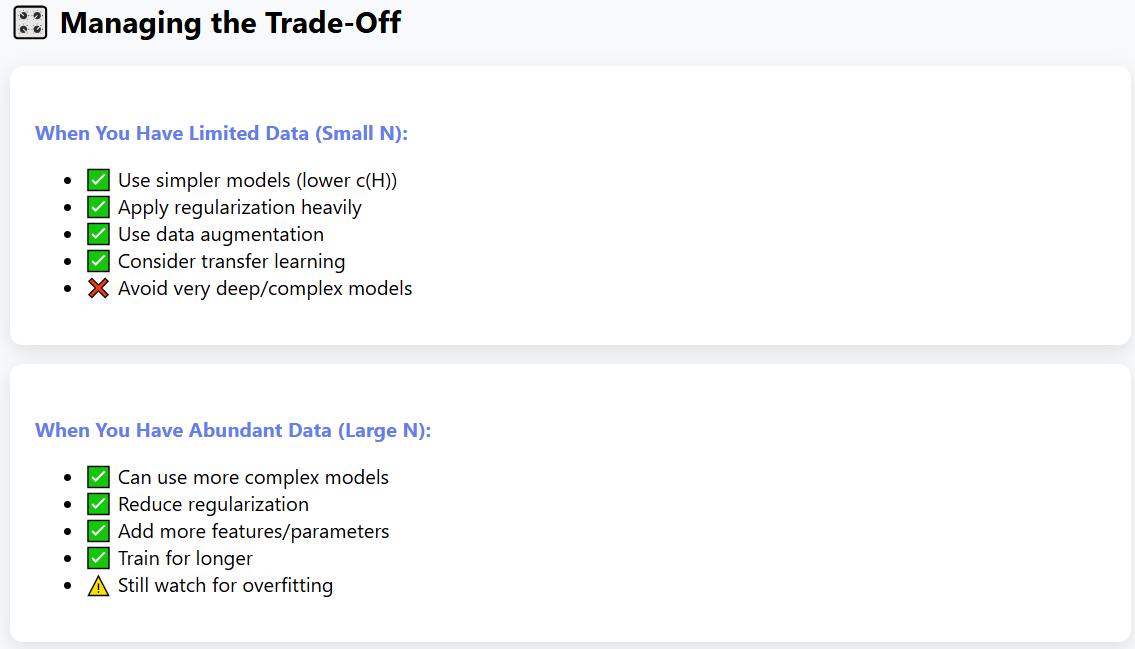 🎛️ Managing the Trade-Off
When You Have Limited Data (Small N):
• ✅ Use simpler models (lower c(H))
• ✅ Apply regularization heavily
• ✅ Use data augmentation
• ✅ Consider transfer learning
• ❌ Avoid very deep/complex models
When You Have Abundant Data (Large N):
• ✅ Can use more complex models
• ✅ Reduce regularization
• ✅ Add more features/parameters
• ✅ Train for longer
• ⚠️ Still watch for overfitting